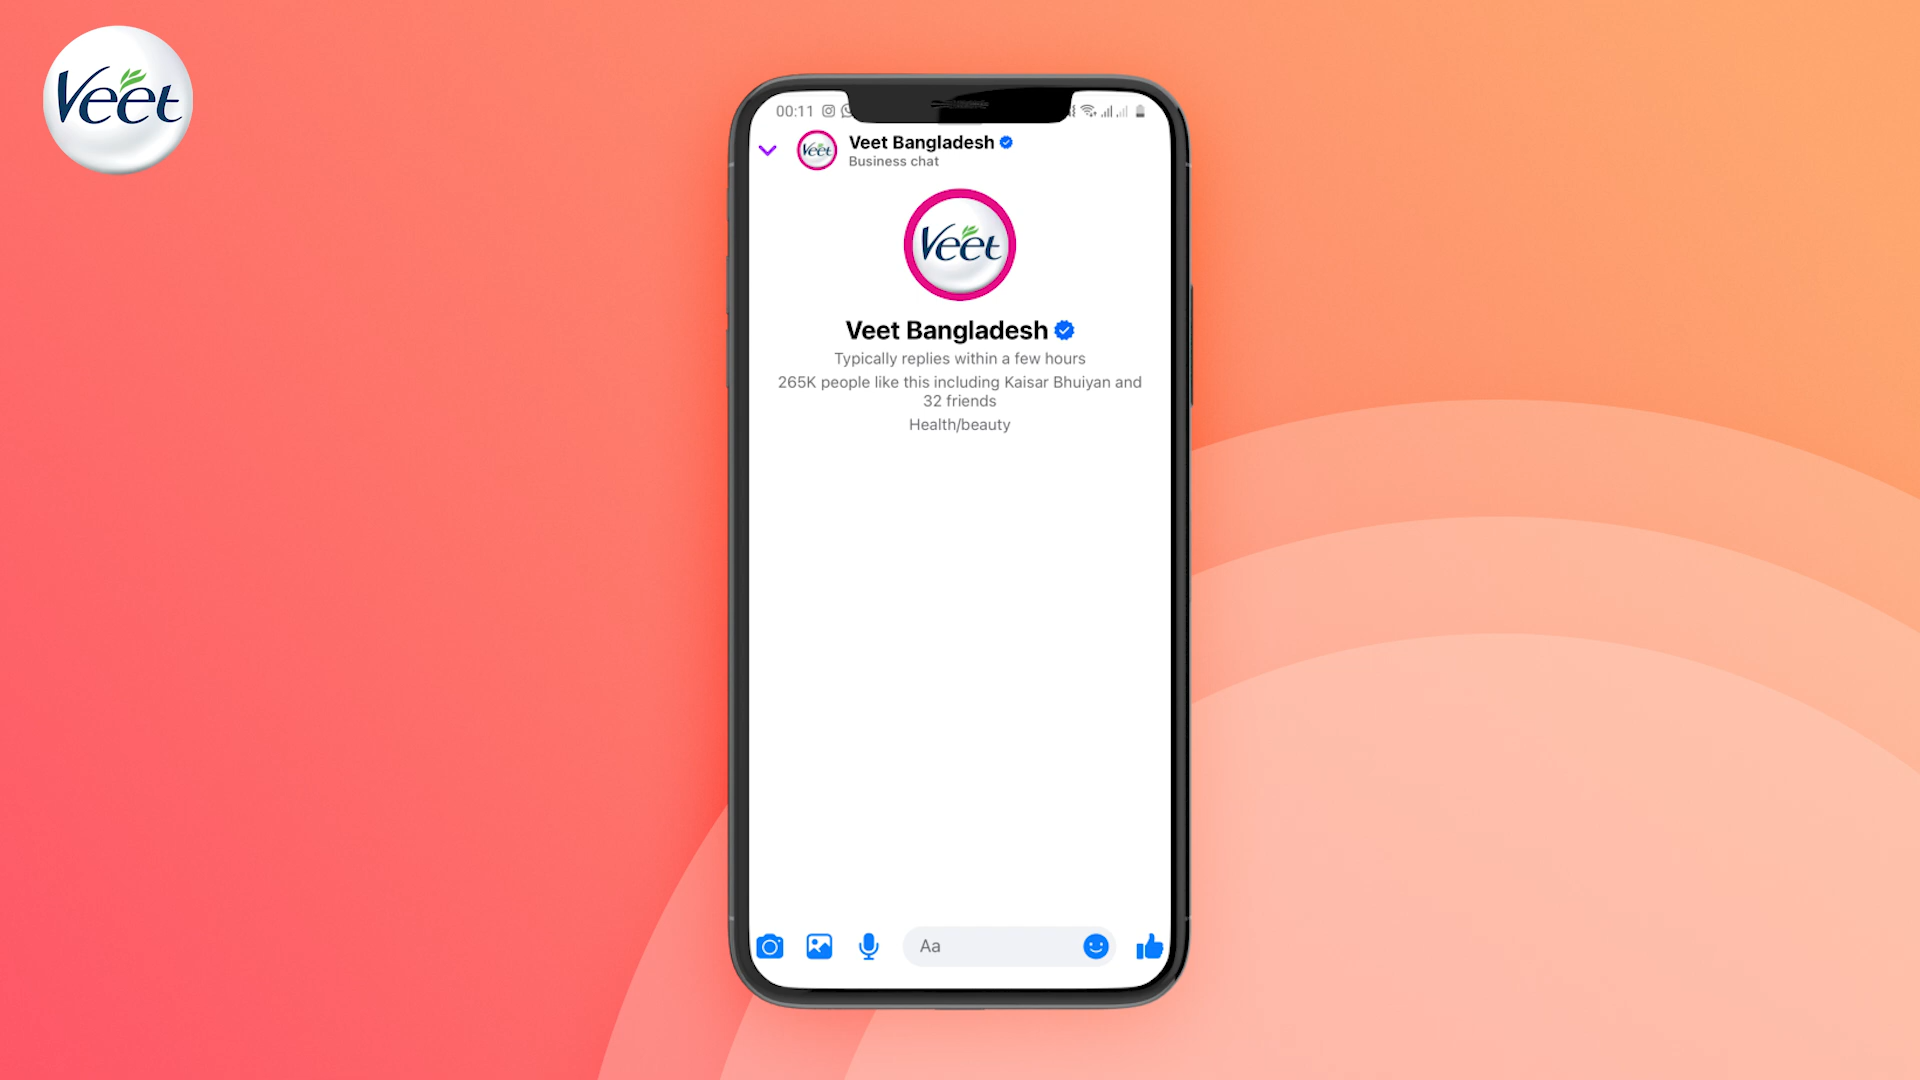 Veet
00:11
Veet
Veet Bangladesh
Business chat
Veet
Veet Bangladesh
Typically replies within a few hours
265K people like this including Kaisar Bhuiyan and
32 friends
Health/beauty
Aa